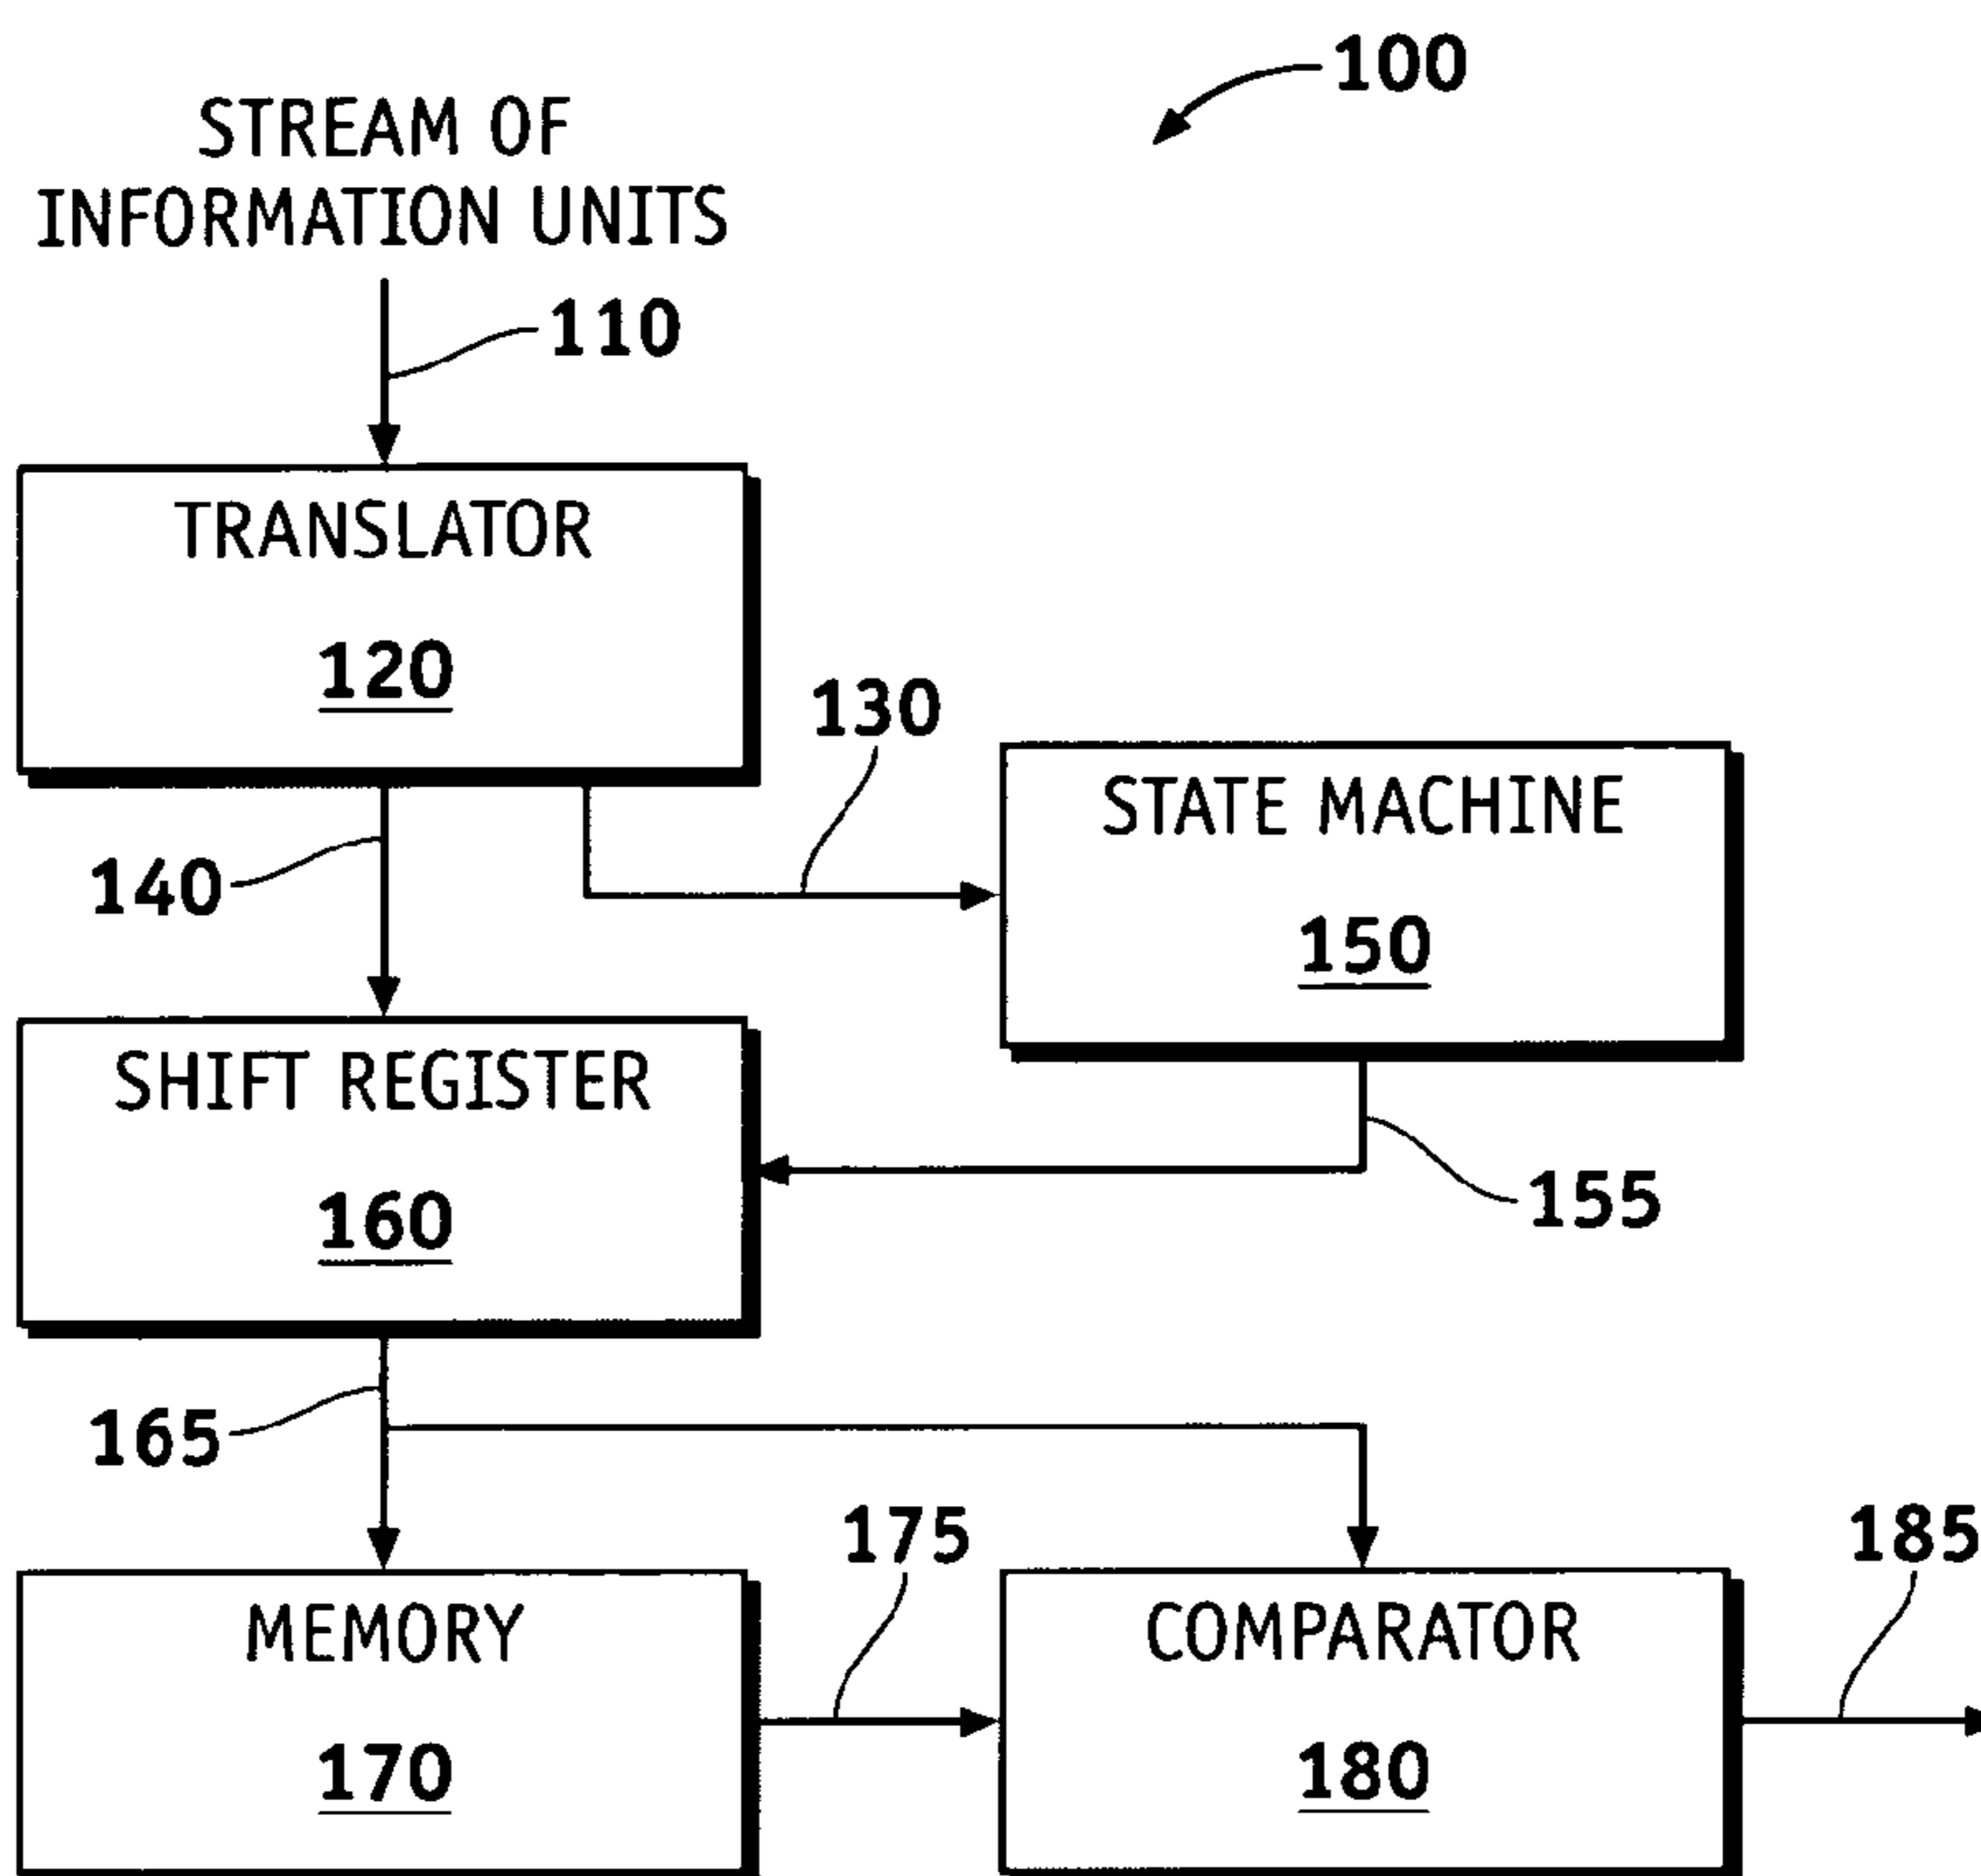 100
STREAM OF
INFORMATION UNITS
110
TRANSLATOR
120
130
STATE MACHINE
150
140
SHIFT REGISTER
160
155
165
175
185
MEMORY
170
COMPARATOR
180